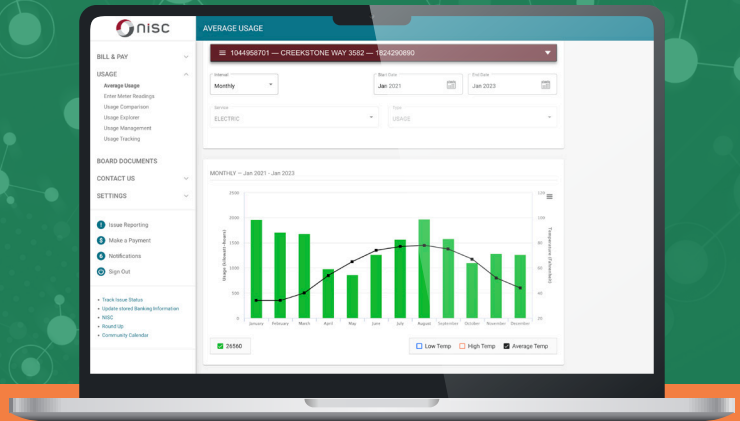 NISC
AVERAGE USAGE
BILL & PAY
USAGE
Average Usage
Enter Meter Readings
Usage Comparison
Usage Explorer
Usage Management
Usage Tracking
BOARD DOCUMENTS
CONTACT US
SETTINGS
Issue Reporting
Make a Payment
Notifications
Sign Out
Track Issue Status
Update stored Banking Information
NISC
Round Up
Community Calendar
1044958701 — CREEKSTONE WAY 3582 — 1824290890
Interval
Monthly
Start Date
Jan 2021
End Date
Jan 2023
Service
ELECTRIC
USAGE
MONTHLY – Jan 2021 - Jan 2023
2500
2000
1500
1000
500
0
Usage (kilowatt-hours)
120
100
80
60
40
20
Temperature (Fahrenheit)
January February March April May June July August September October November December
26560
Low Temp High Temp Average Temp